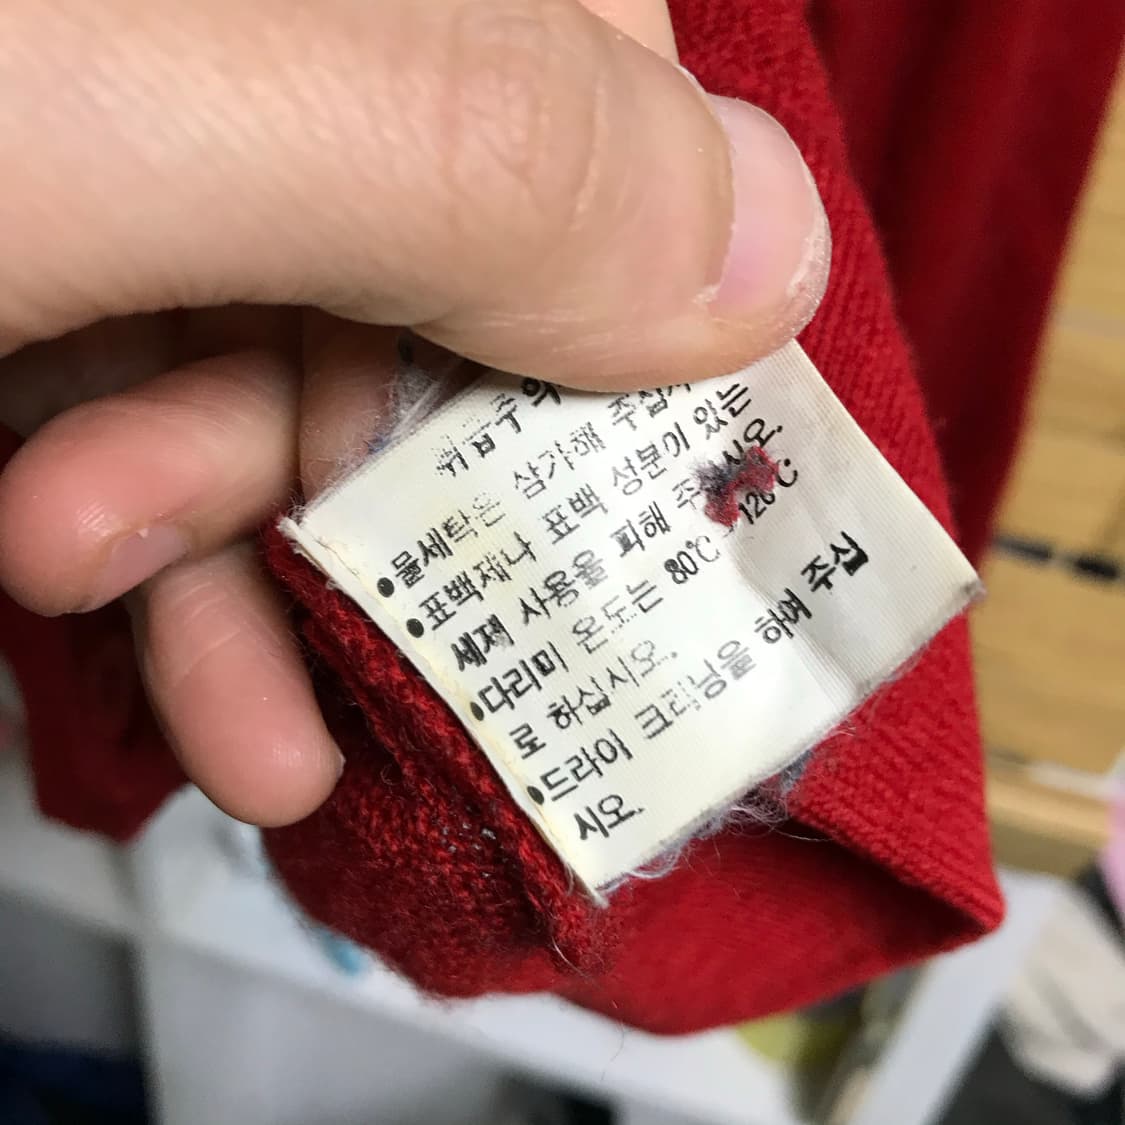 취급주의
●물세탁은 삼가해 주십시
●표백제나 표백 성분이 있는
세제 사용을 피해 주 시오.
●다리미 온도는 80℃ 120℃
로 하십시오.
●드라이 크리닝을 하여 주십
시오.